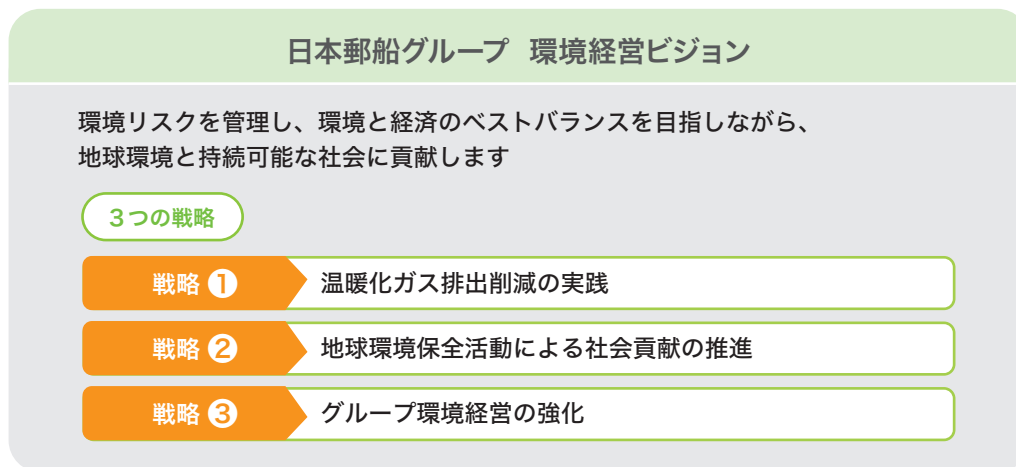 日本郵船グループ 環境経営ビジョン
環境リスクを管理し、環境と経済のベストバランスを目指しながら、
地球環境と持続可能な社会に貢献します
3つの戦略
戦略 ❶ 温暖化ガス排出削減の実践
戦略 ❷ 地球環境保全活動による社会貢献の推進
戦略 ❸ グループ環境経営の強化